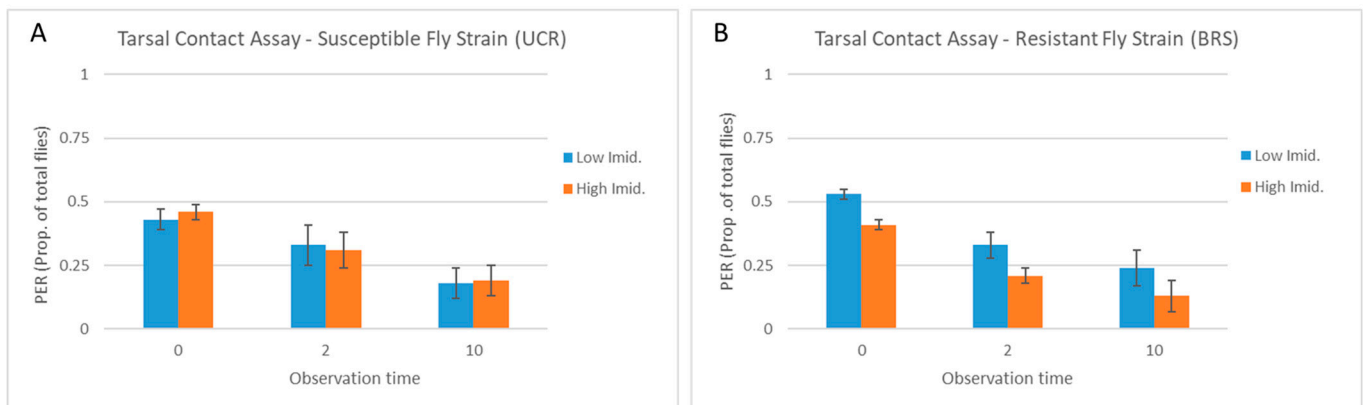 A
Tarsal Contact Assay - Susceptible Fly Strain (UCR)
PER (Prop. of total flies)
1
0.75
0.5
0.25
0
0
2
10
Observation time
Low Imid.
High Imid.
B
Tarsal Contact Assay - Resistant Fly Strain (BRS)
PER (Prop .of total flies)
1
0.75
0.5
0.25
0
0
2
10
Observation time
Low Imid.
High Imid.